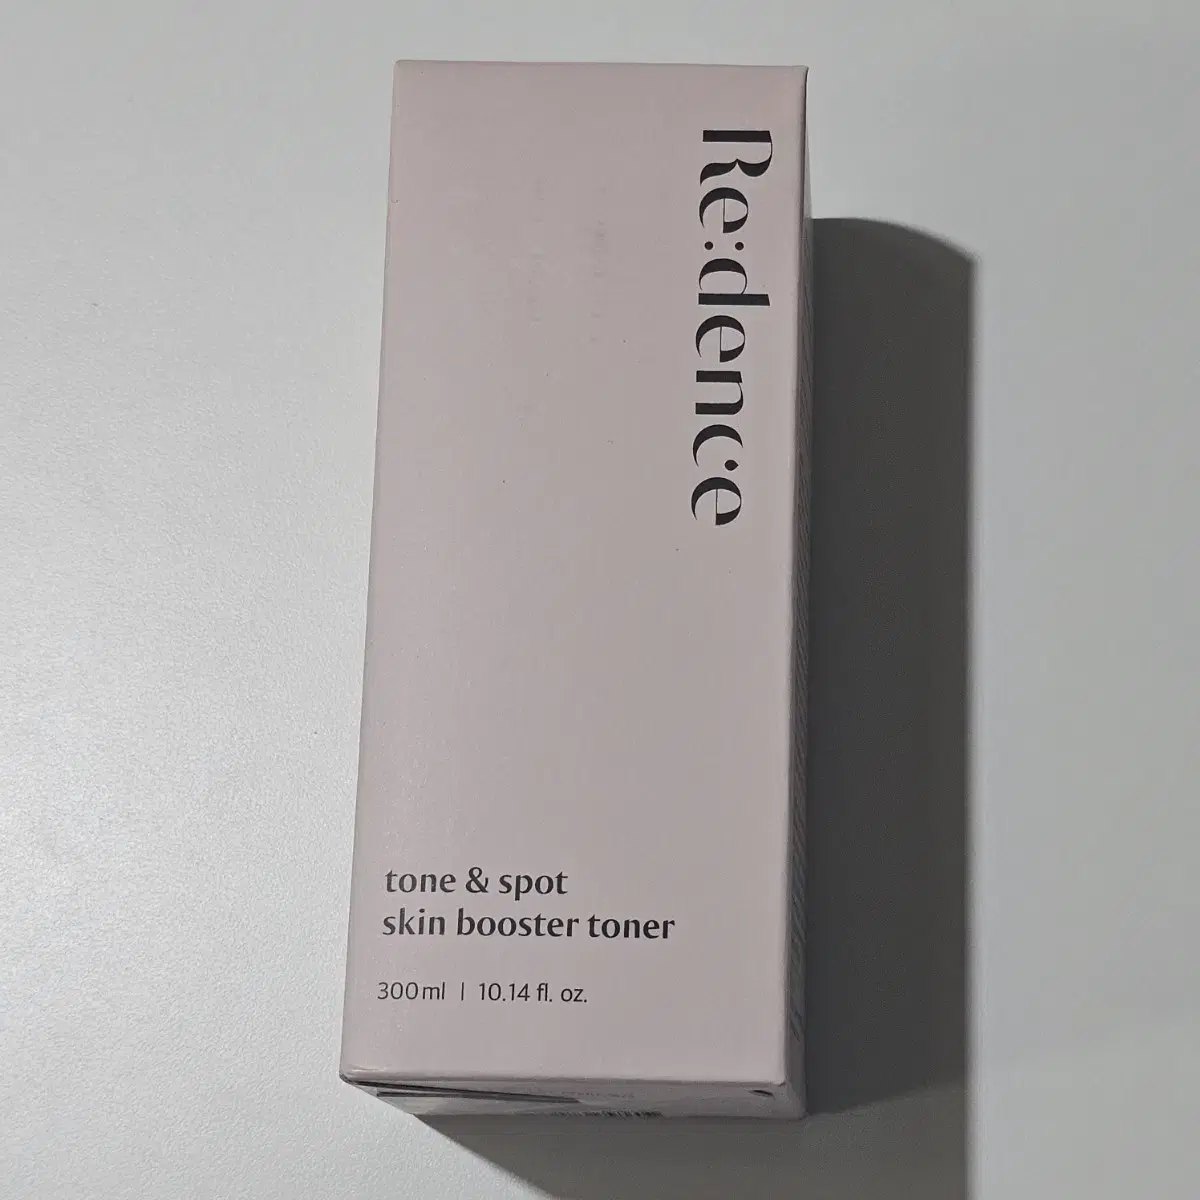 Re:dence
tone & spot
skin booster toner
300ml | 10.14 fl. oz.